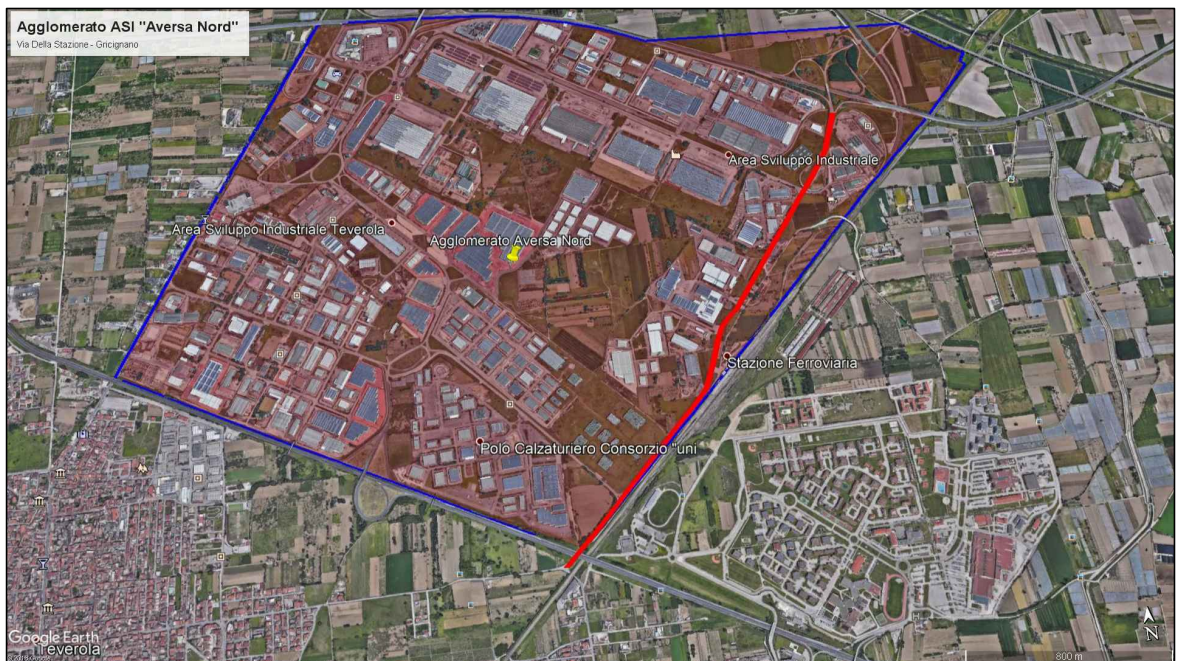 Agglomerato ASI "Aversa Nord"
Via Della Stazione - Gricignano
Area Sviluppo Industriale
Area Sviluppo Industriale Teverola
Agglomerato Aversa Nord
Stazione Ferroviaria
Polo Calzaturiero Consorzio "uni
Google Earth
Teverola
N
800 m